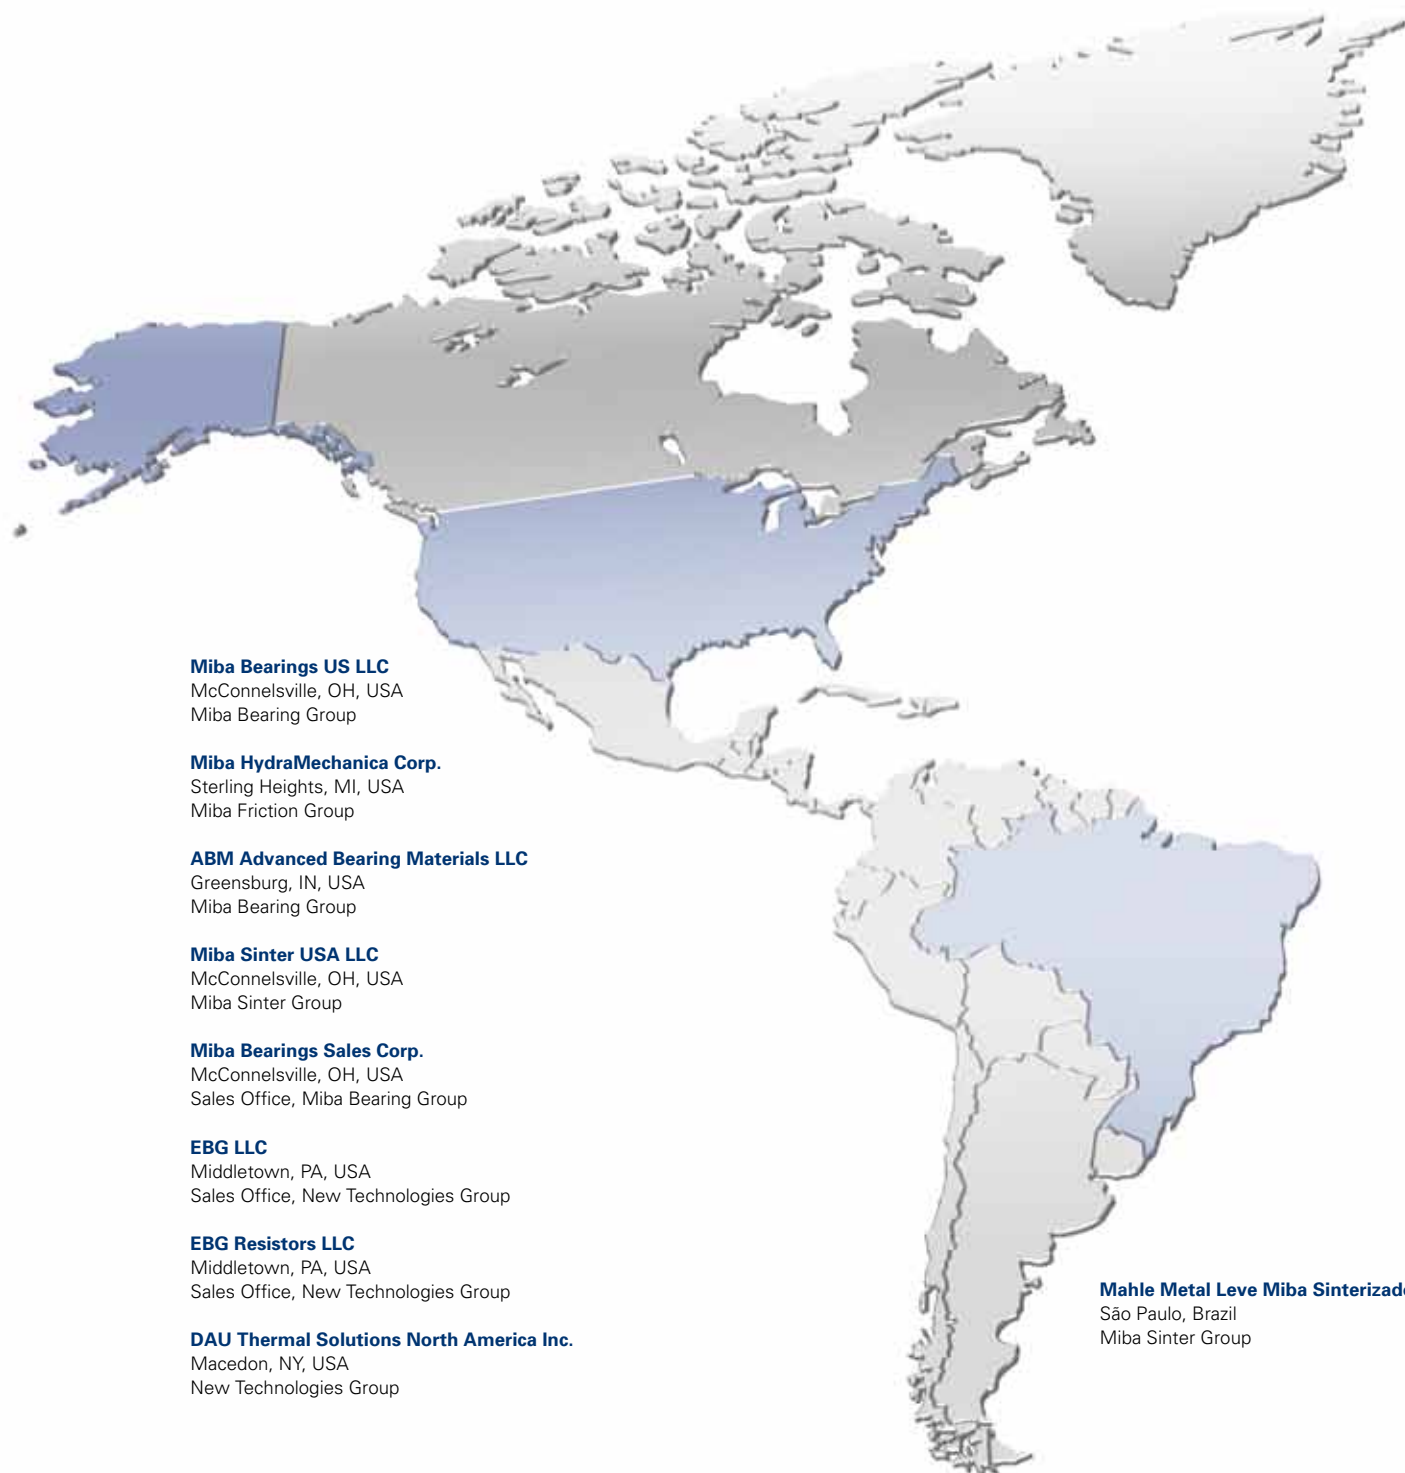 Miba Bearings US LLC
McConnelsville, OH, USA
Miba Bearing Group
Miba HydraMechanica Corp.
Sterling Heights, MI, USA
Miba Friction Group
ABM Advanced Bearing Materials LLC
Greensburg, IN, USA
Miba Bearing Group
Miba Sinter USA LLC
McConnelsville, OH, USA
Miba Sinter Group
Miba Bearings Sales Corp.
McConnelsville, OH, USA
Sales Office, Miba Bearing Group
EBG LLC
Middletown, PA, USA
Sales Office, New Technologies Group
EBG Resistors LLC
Middletown, PA, USA
Sales Office, New Technologies Group
DAU Thermal Solutions North America Inc.
Macedon, NY, USA
New Technologies Group
Mahle Metal Leve Miba
São Paulo, Brazil
Miba Sinter Group